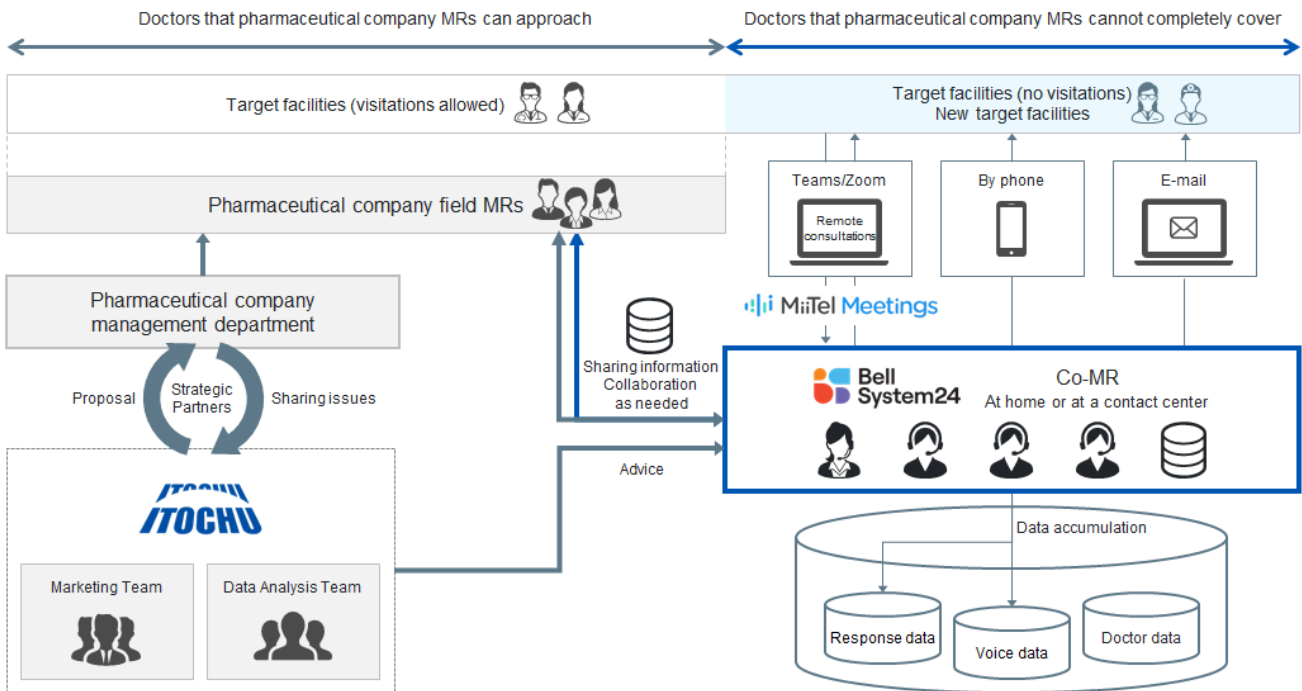 Doctors that pharmaceutical company MRs can approach
Doctors that pharmaceutical company MRs cannot completely cover
Target facilities (visitations allowed)
Target facilities (no visitations)
New target facilities
Pharmaceutical company field MRs
Teams/Zoom
Remote
consultations
By phone
E-mail
Pharmaceutical company
management department
MiiTel Meetings
Proposal
Strategic
Partners
Sharing issues
Sharing information
Collaboration
as needed
Bell
System24
Co-MR
At home or at a contact center
Advice
ITOCHU
Marketing Team
Data Analysis Team
Data accumulation
Response data
Voice data
Doctor data